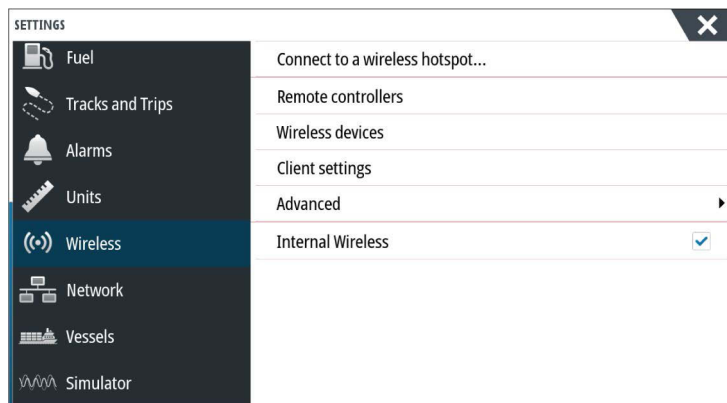 SETTINGS
Fuel
Tracks and Trips
Alarms
Units
Wireless
Network
Vessels
Simulator
Connect to a wireless hotspot...
Remote controllers
Wireless devices
Client settings
Advanced
Internal Wireless